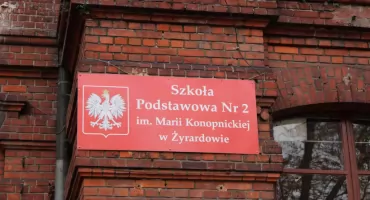 Szkoła
Podstawowa Nr 2
im. Marii Konopnickiej
w Żyrardowie